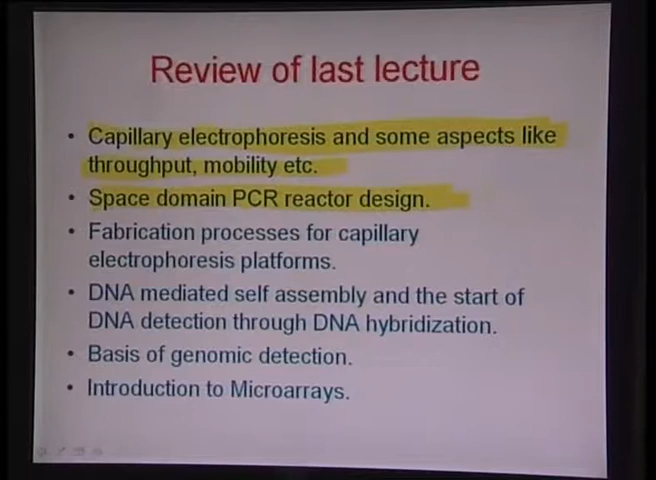 Review of last lecture
• Capillary electrophoresis and some aspects like
throughput, mobility etc.
• Space domain PCR reactor design.
• Fabrication processes for capillary
electrophoresis platforms.
• DNA mediated self assembly and the start of
DNA detection through DNA hybridization.
• Basis of genomic detection.
• Introduction to Microarrays.